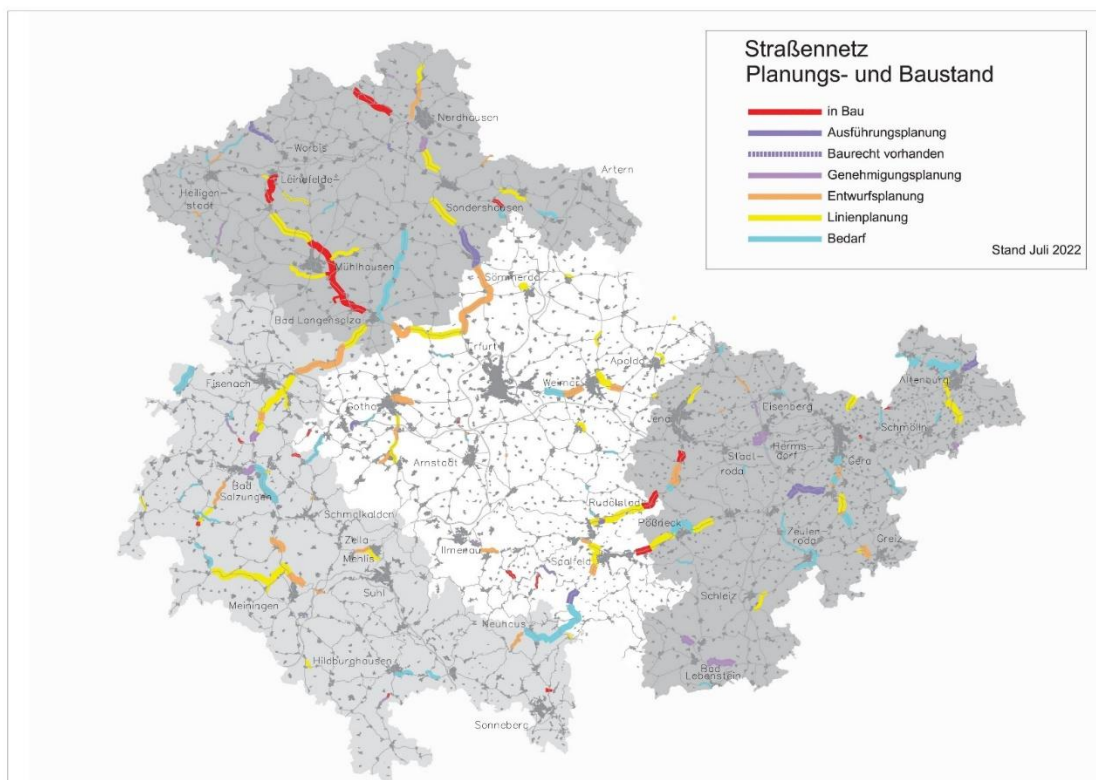 Straßennetz
Planungs- und Baustand
in Bau
Ausführungsplanung
Baurecht vorhanden
Genehmigungsplanung
Entwurfsplanung
Linienplanung
Bedarf
Stand Juli 2022
Nordhausen
Worbis
Leinefelde
Artern
Heiligen-
stadt
Sondershausen
Mühlhausen
Sömmerda
Bad Langensalza
Erfurt
Apolda
Eisenach
Weimar
Altenburg
Gotha
Eisenberg
Jena
Schmölln
Herms-
dorf
Stadt-
roda
Gera
Arnstadt
Bad
Salzungen
Rudolstadt
Schmalkalden
Pößneck
Zeulen-
roda
Zella
Mehlis
Ilmenau
Saalfeld
Greiz
Suhl
Meiningen
Schleiz
Neuhaus
Hildburghausen
Bad
Lobenstein
Sonneberg